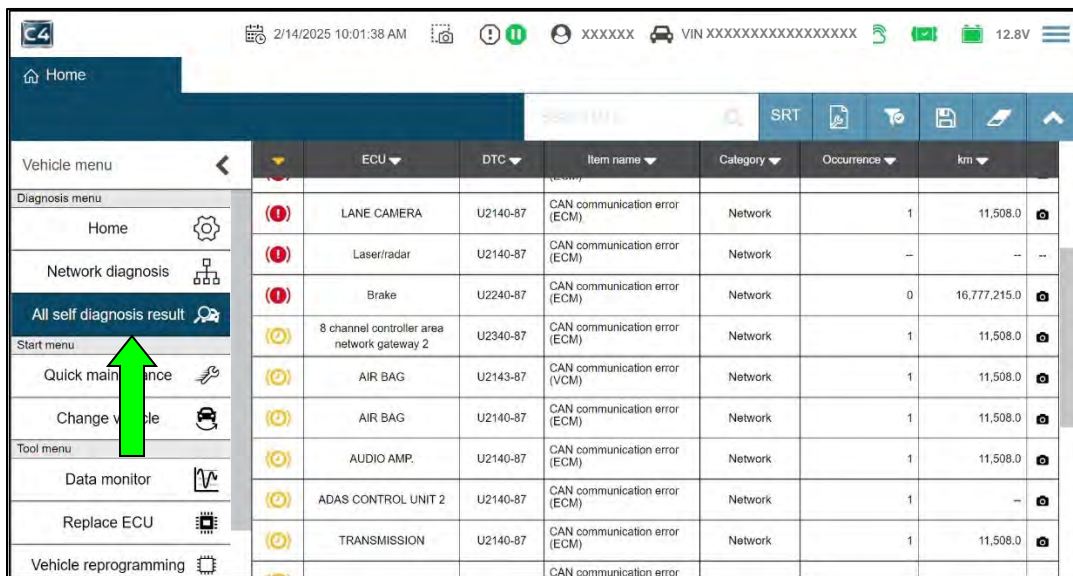 C4
2/14/2025 10:01:38 AM XXXXXX VIN XXXXXXXXXXXXXXXXX 12.8V
Home
SRT
Vehicle menu
ECU DTC Item name Category Occurrence km
(ECM)
Diagnosis menu
Home
Network diagnosis
All self diagnosis result
Start menu
Quick maintenance
Change vehicle
Tool menu
Data monitor
Replace ECU
Vehicle reprogramming
LANE CAMERA U2140-87 CAN communication error
(ECM) Network 1 11,508.0
Laser/radar U2140-87 CAN communication error
(ECM) Network -- -- --
Brake U2240-87 CAN communication error
(ECM) Network 0 16,777,215.0
8 channel controller area
network gateway 2 U2340-87 CAN communication error
(ECM) Network 1 11,508.0
AIR BAG U2143-87 CAN communication error
(VCM) Network 1 11,508.0
AIR BAG U2140-87 CAN communication error
(ECM) Network 1 11,508.0
AUDIO AMP. U2140-87 CAN communication error
(ECM) Network 1 11,508.0
ADAS CONTROL UNIT 2 U2140-87 CAN communication error
(ECM) Network 1 --
TRANSMISSION U2140-87 CAN communication error
(ECM) Network 1 11,508.0
CAN communication error